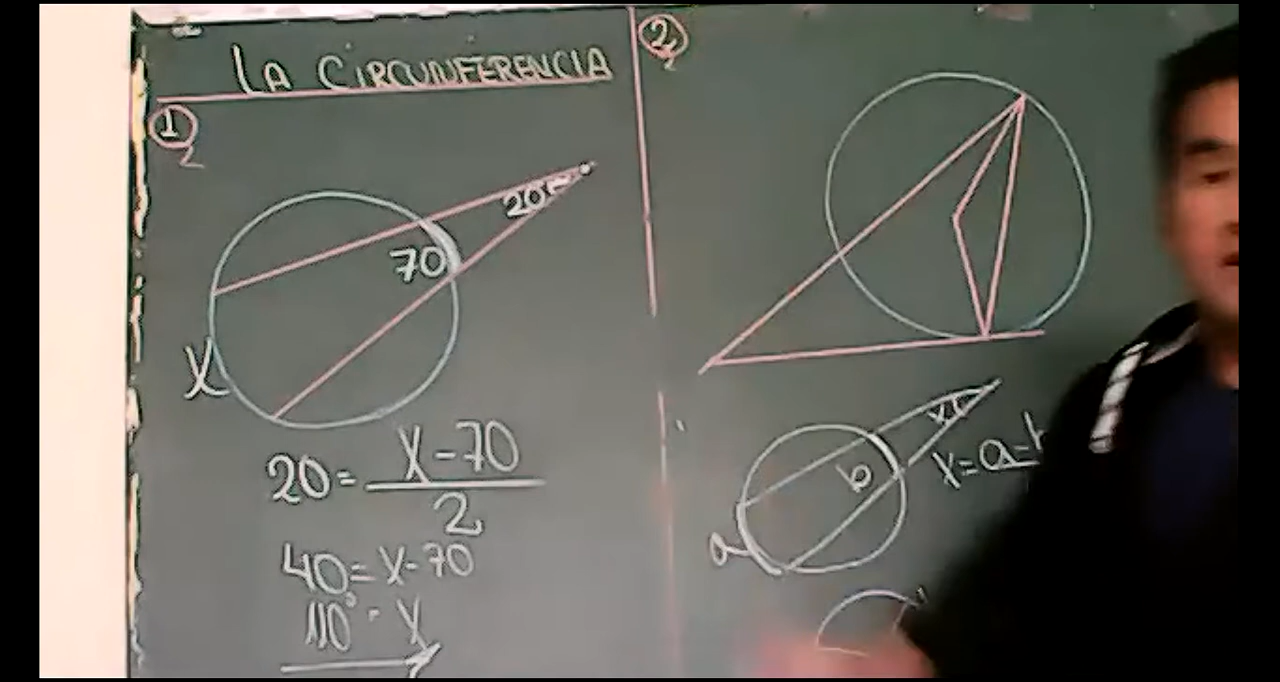 LA CIRCUNFERENCIA
1
20
70
X
20 = X-70
2
40 = X-70
110° = X
2
x
b
a
X = a-b